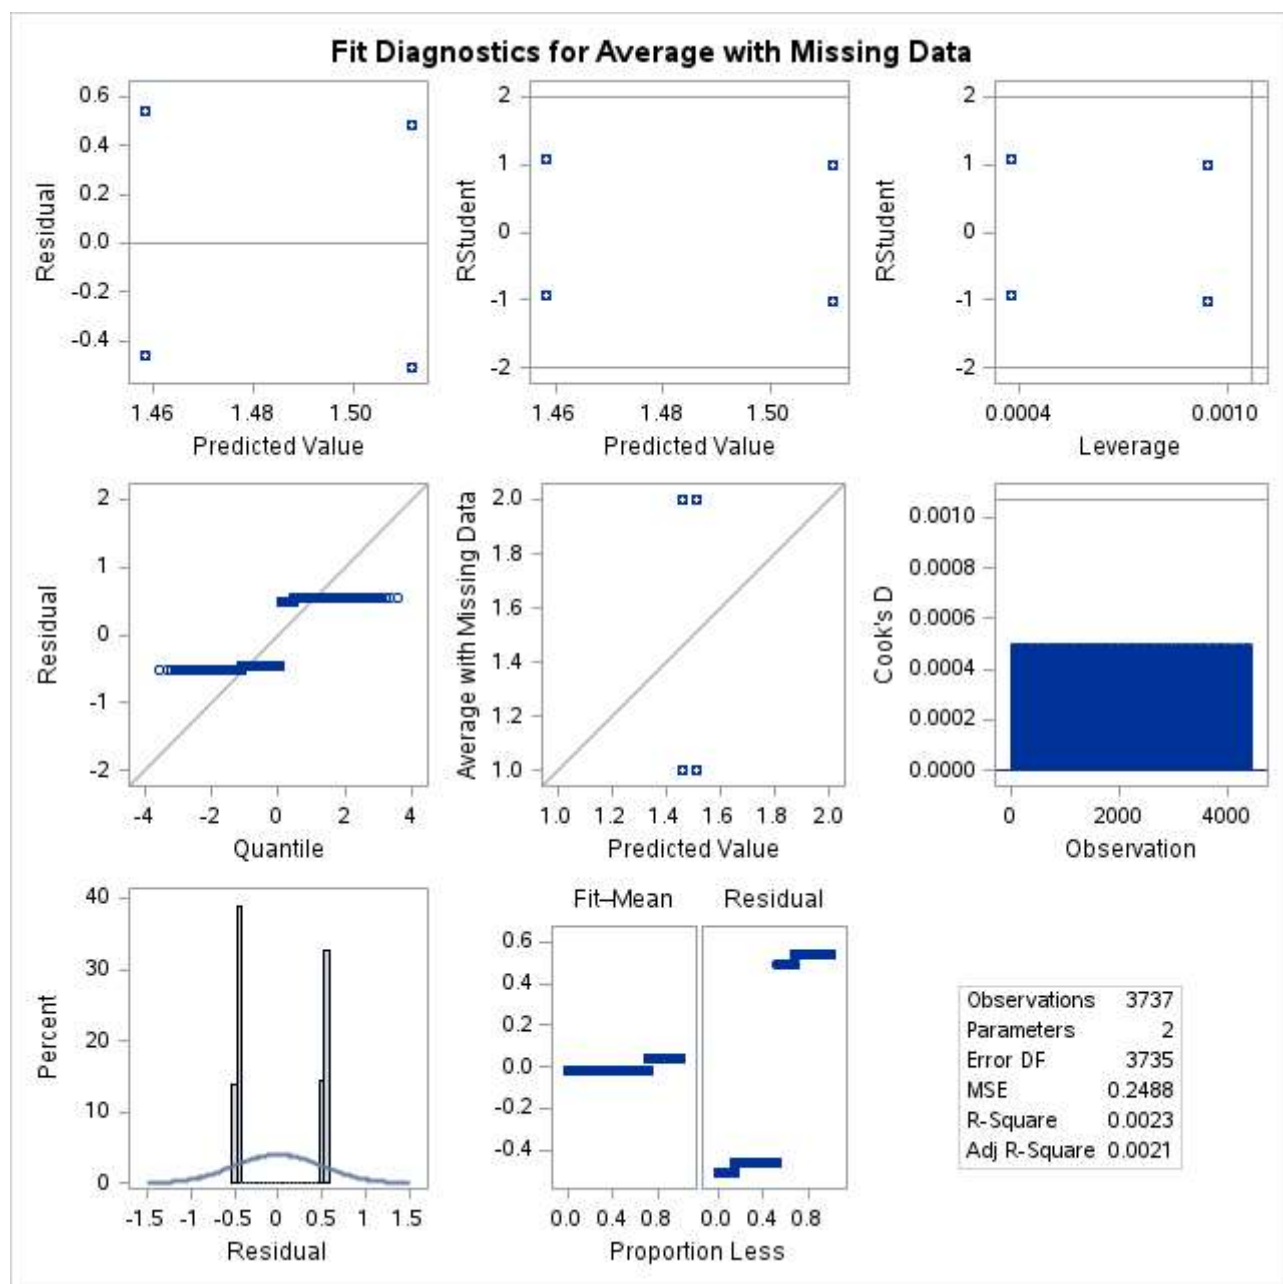 Fit Diagnostics for Average with Missing Data
0.6
0.4
0.2
0.0
-0.2
-0.4
Residual
1.46 1.48 1.50
Predicted Value
2
1
0
-1
-2
RStudent
1.46 1.48 1.50
Predicted Value
2
1
0
-1
-2
RStudent
0.0004 0.0010
Leverage
2
1
0
-1
-2
Residual
-4 -2 0 2 4
Quantile
2.0
1.8
1.6
1.4
1.2
1.0
Average with Missing Data
1.0 1.2 1.4 1.6 1.8 2.0
Predicted Value
0.0010
0.0008
0.0006
0.0004
0.0002
0.0000
Cook's D
0 2000 4000
Observation
40
30
20
10
0
Percent
-1.5 -1 -0.5 0 0.5 1 1.5
Residual
Fit–Mean Residual
0.6
0.4
0.2
0.0
-0.2
-0.4
0.0 0.4 0.8 0.0 0.4 0.8
Proportion Less
Observations 3737
Parameters 2
Error DF 3735
MSE 0.2488
R-Square 0.0023
Adj R-Square 0.0021